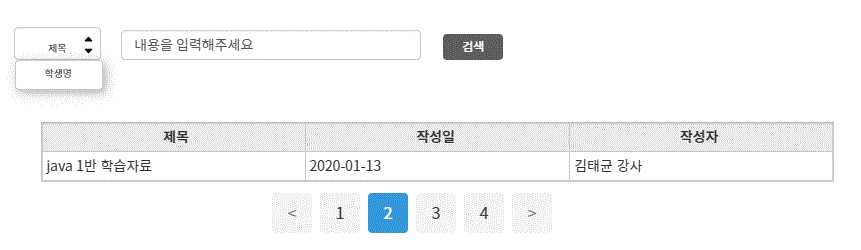 제목 내용을 입력해주세요 검색
학생명
제목 작성일 작성자
java 1반 학습자료 2020-01-13 김태균 강사
< 1 2 3 4 >